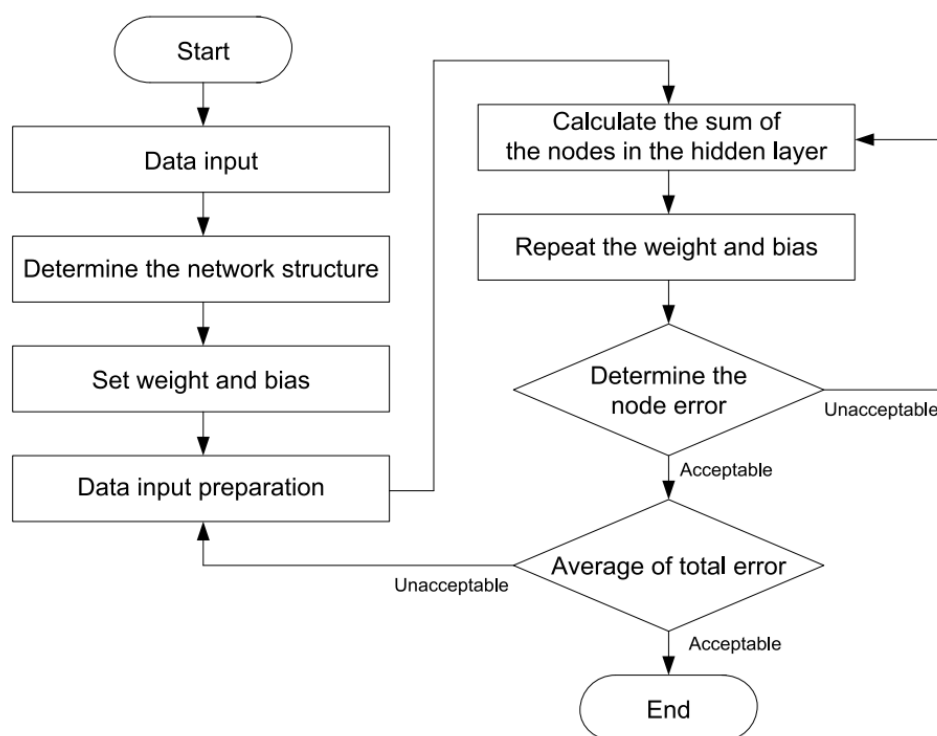 Start
Data input
Determine the network structure
Set weight and bias
Data input preparation
Calculate the sum of
the nodes in the hidden layer
Repeat the weight and bias
Determine the
node error
Unacceptable
Acceptable
Average of total error
Unacceptable
Acceptable
End